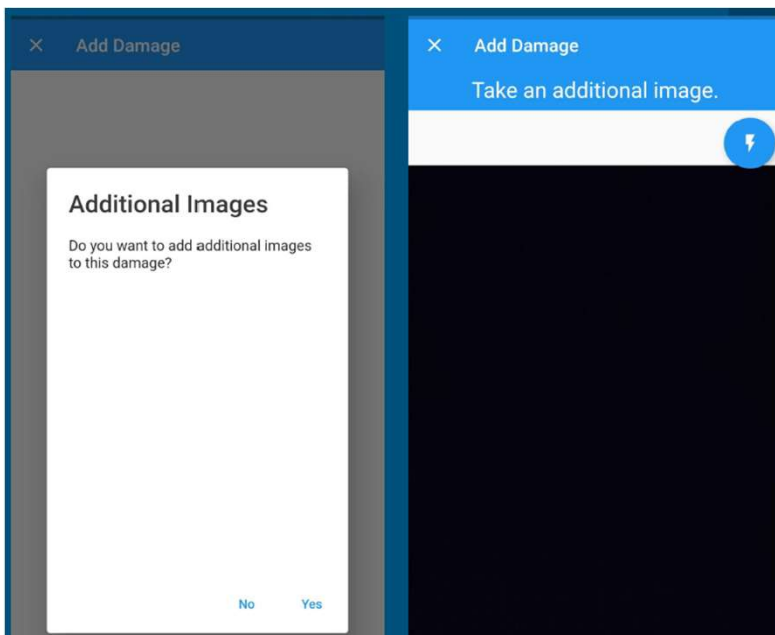 Add Damage
Additional Images
Do you want to add additional images
to this damage?
No Yes
Add Damage
Take an additional image.